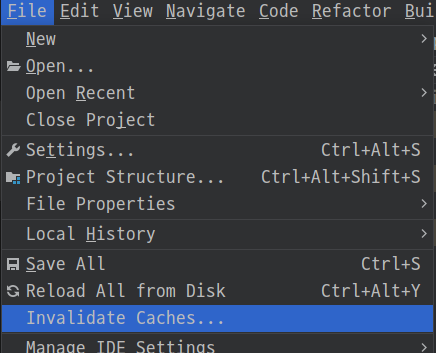 File Edit View Navigate Code Refactor Bui
New
Open...
Open Recent
Close Project
Settings... Ctrl+Alt+S
Project Structure... Ctrl+Alt+Shift+S
File Properties
Local History
Save All Ctrl+S
Reload All from Disk Ctrl+Alt+Y
Invalidate Caches...
Manage IDE Settings